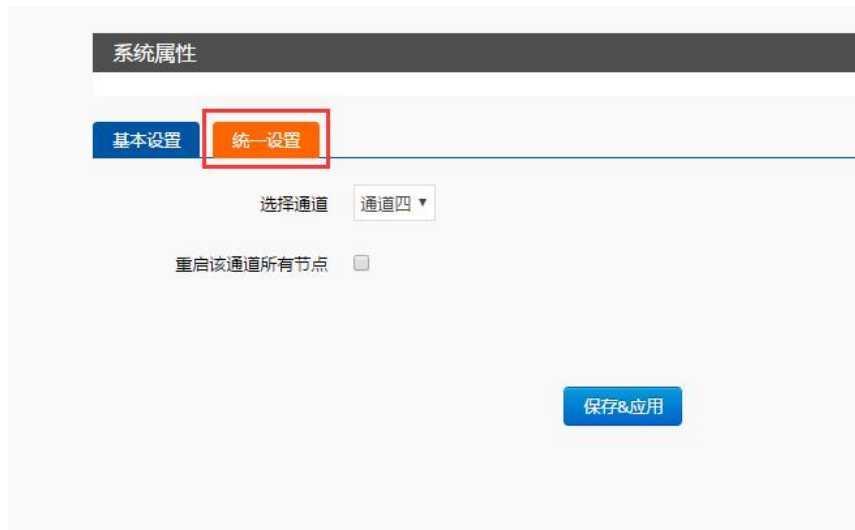 系统属性
基本设置 统一设置
选择通道 通道四
重启该通道所有节点
保存&应用